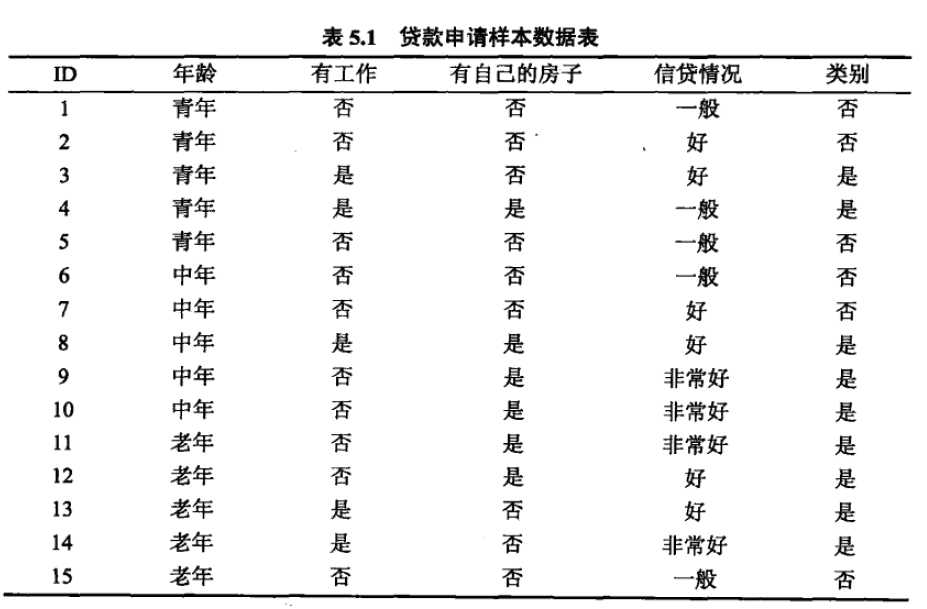 表 5.1 贷款申请样本数据表
ID 年龄 有工作 有自己的房子 信贷情况 类别
1 青年 否 否 一般 否
2 青年 否 否 好 否
3 青年 是 否 好 是
4 青年 是 是 一般 是
5 青年 否 否 一般 否
6 中年 否 否 一般 否
7 中年 否 否 好 否
8 中年 是 是 好 是
9 中年 否 是 非常好 是
10 中年 否 是 非常好 是
11 老年 否 是 非常好 是
12 老年 否 是 好 是
13 老年 是 否 好 是
14 老年 是 否 非常好 是
15 老年 否 否 一般 否